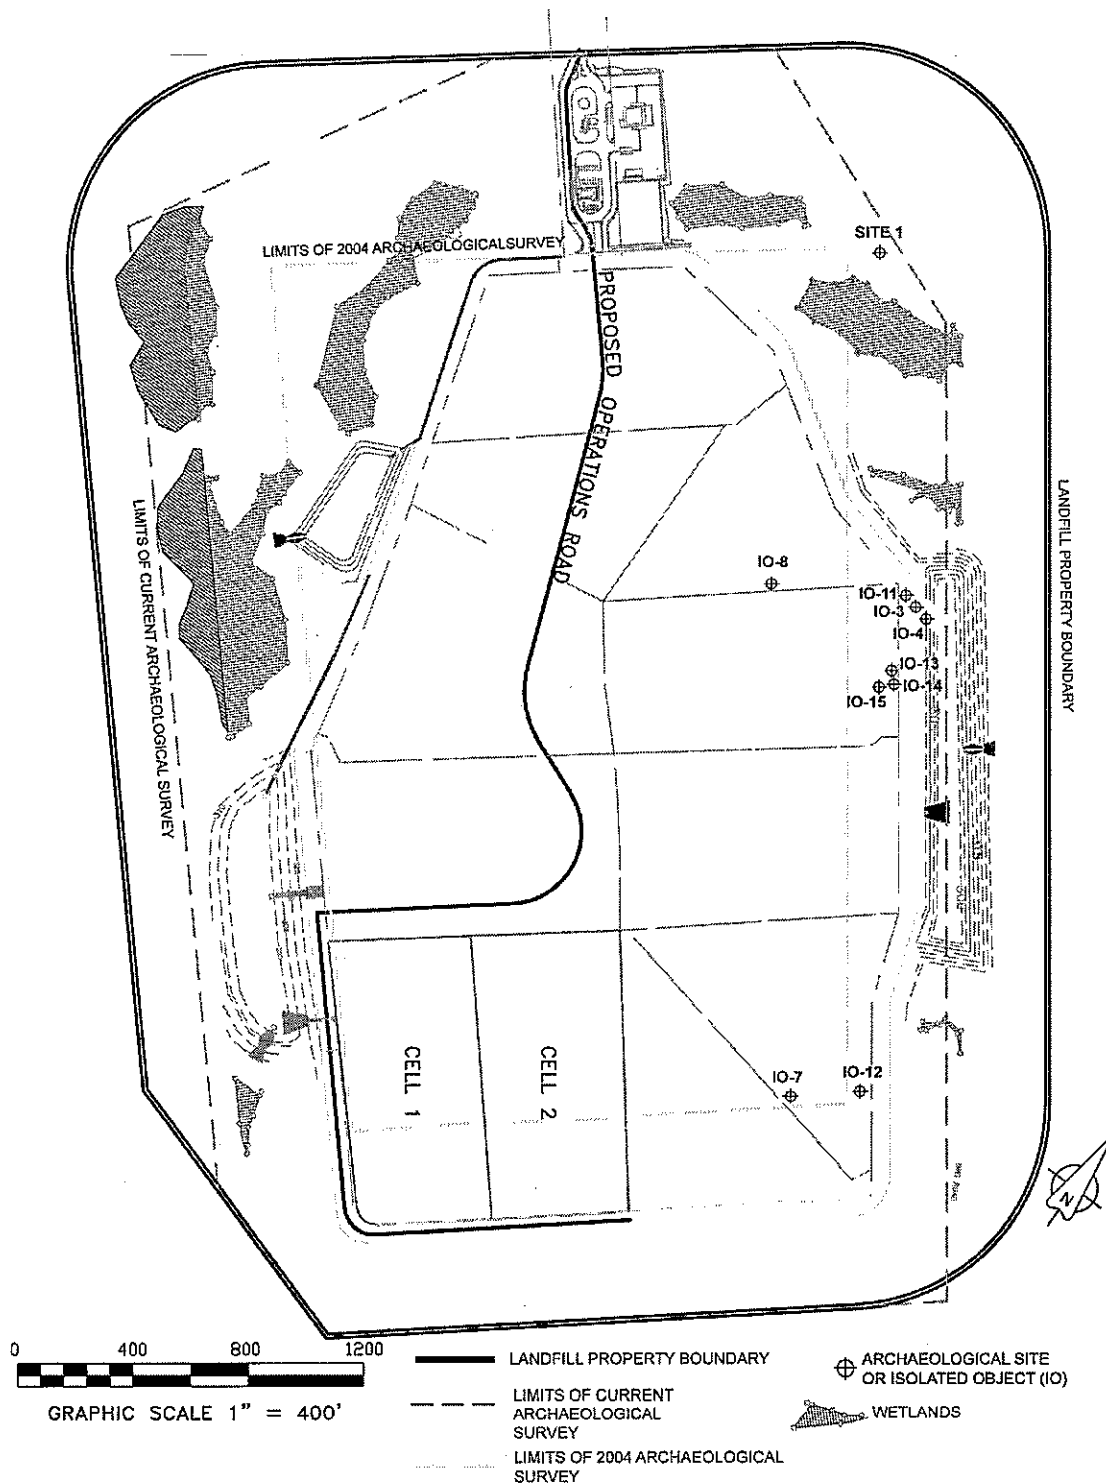 SITE 1
LIMITS OF 2004 ARCHAEOLOGICALSURVEY
PROPOSED OPERATIONS ROAD
LIMITS OF CURRENT ARCHAEOLOGICAL SURVEY
LANDFILL PROPERTY BOUNDARY
IO-8
IO-11
IO-3
IO-4
IO-13
IO-14
IO-15
CELL 1
CELL 2
IO-7
IO-12
N
0 400 800 1200
GRAPHIC SCALE 1" = 400'
LANDFILL PROPERTY BOUNDARY
LIMITS OF CURRENT
ARCHAEOLOGICAL
SURVEY
LIMITS OF 2004 ARCHAEOLOGICAL
SURVEY
ARCHAEOLOGICAL SITE
OR ISOLATED OBJECT (IO)
WETLANDS